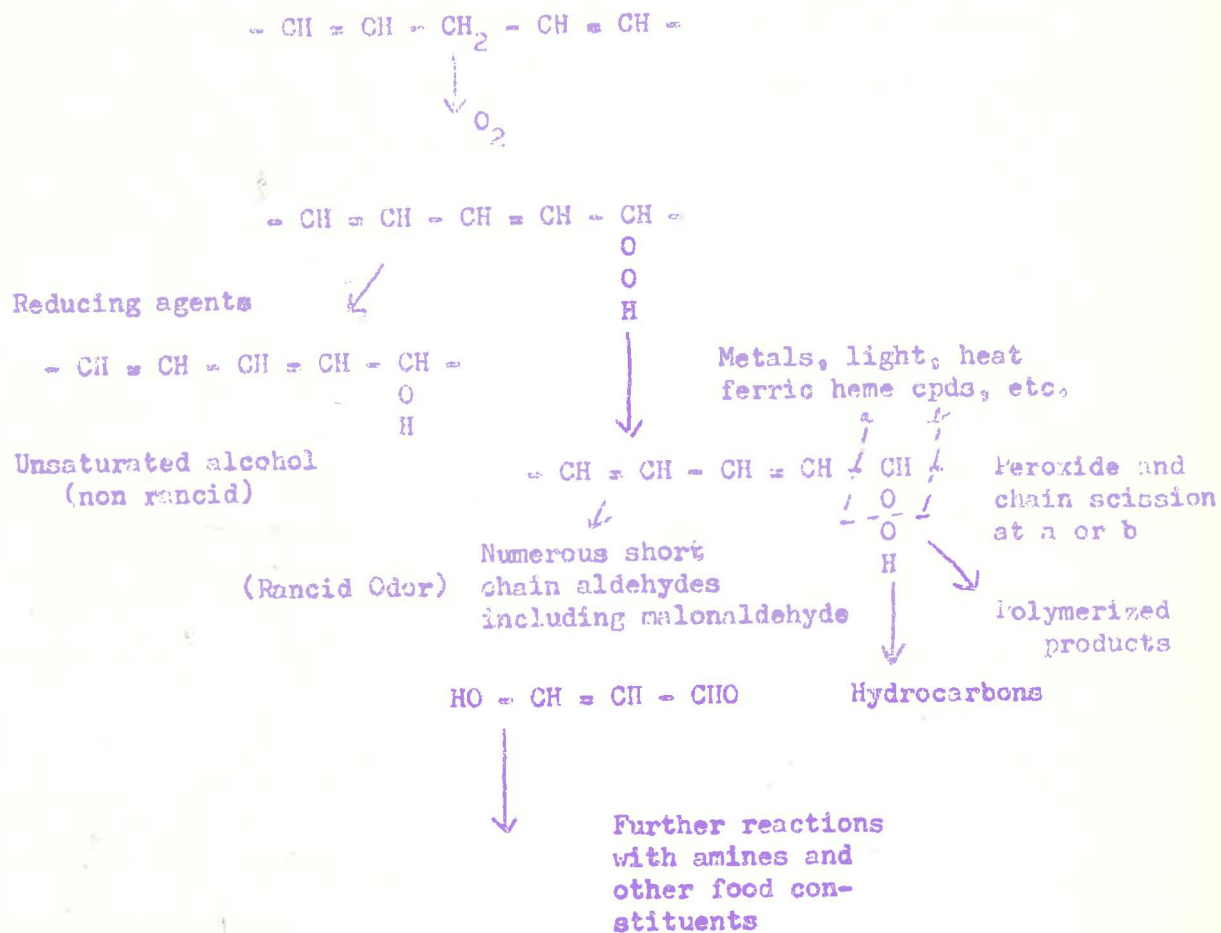 - CH = CH - CH2 - CH = CH -
O2
- CH = CH - CH = CH - CH -
O
O
H
Reducing agents
- CH = CH - CH = CH - CH -
O
H
Unsaturated alcohol
(non rancid)
Metals, light, heat
ferric heme cpds, etc.
a b
- CH = CH - CH = CH / CH /
O
O
H
Peroxide and
chain scission
at a or b
(Rancid Odor)
Numerous short
chain aldehydes
including malonaldehyde
Polymerized
products
HO - CH = CH - CHO
Hydrocarbons
Further reactions
with amines and
other food con-
stituents